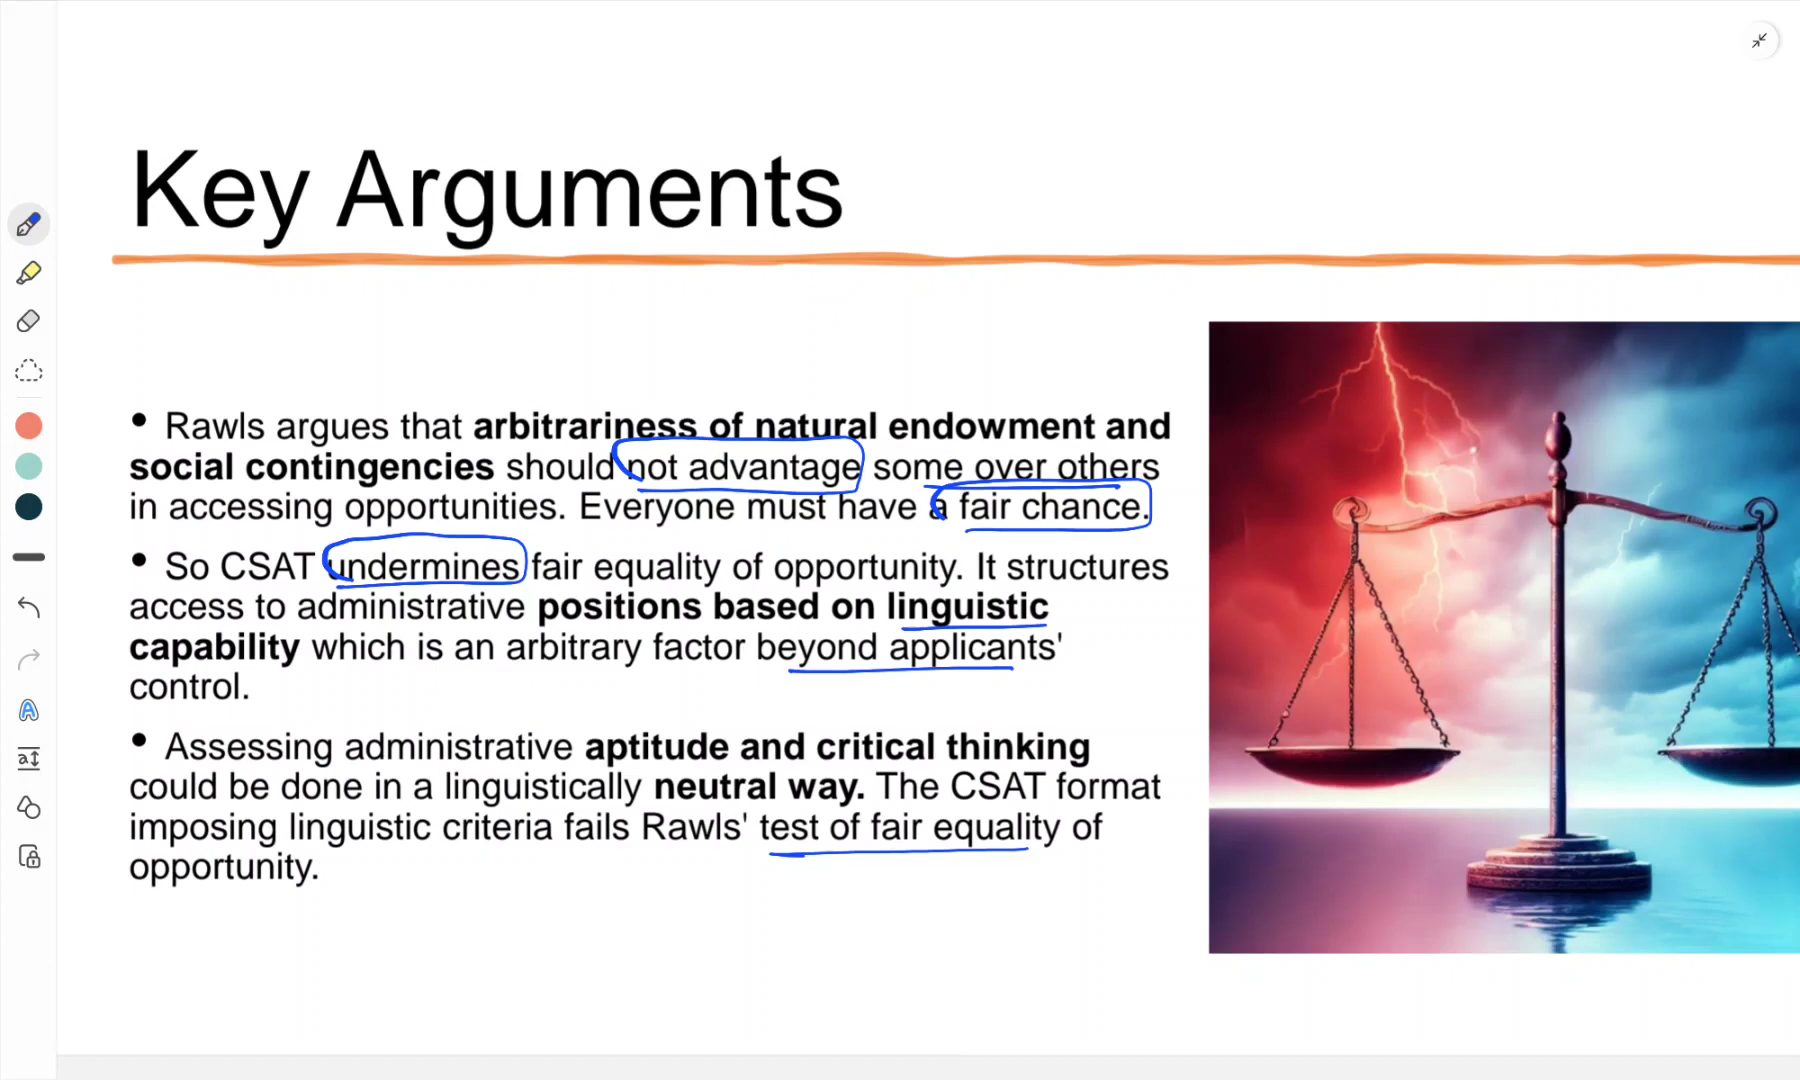 Key Arguments
• Rawls argues that arbitrariness of natural endowment and
social contingencies should not advantage some over others
in accessing opportunities. Everyone must have a fair chance.
• So CSAT undermines fair equality of opportunity. It structures
access to administrative positions based on linguistic
capability which is an arbitrary factor beyond applicants'
control.
• Assessing administrative aptitude and critical thinking
could be done in a linguistically neutral way. The CSAT format
imposing linguistic criteria fails Rawls' test of fair equality of
opportunity.